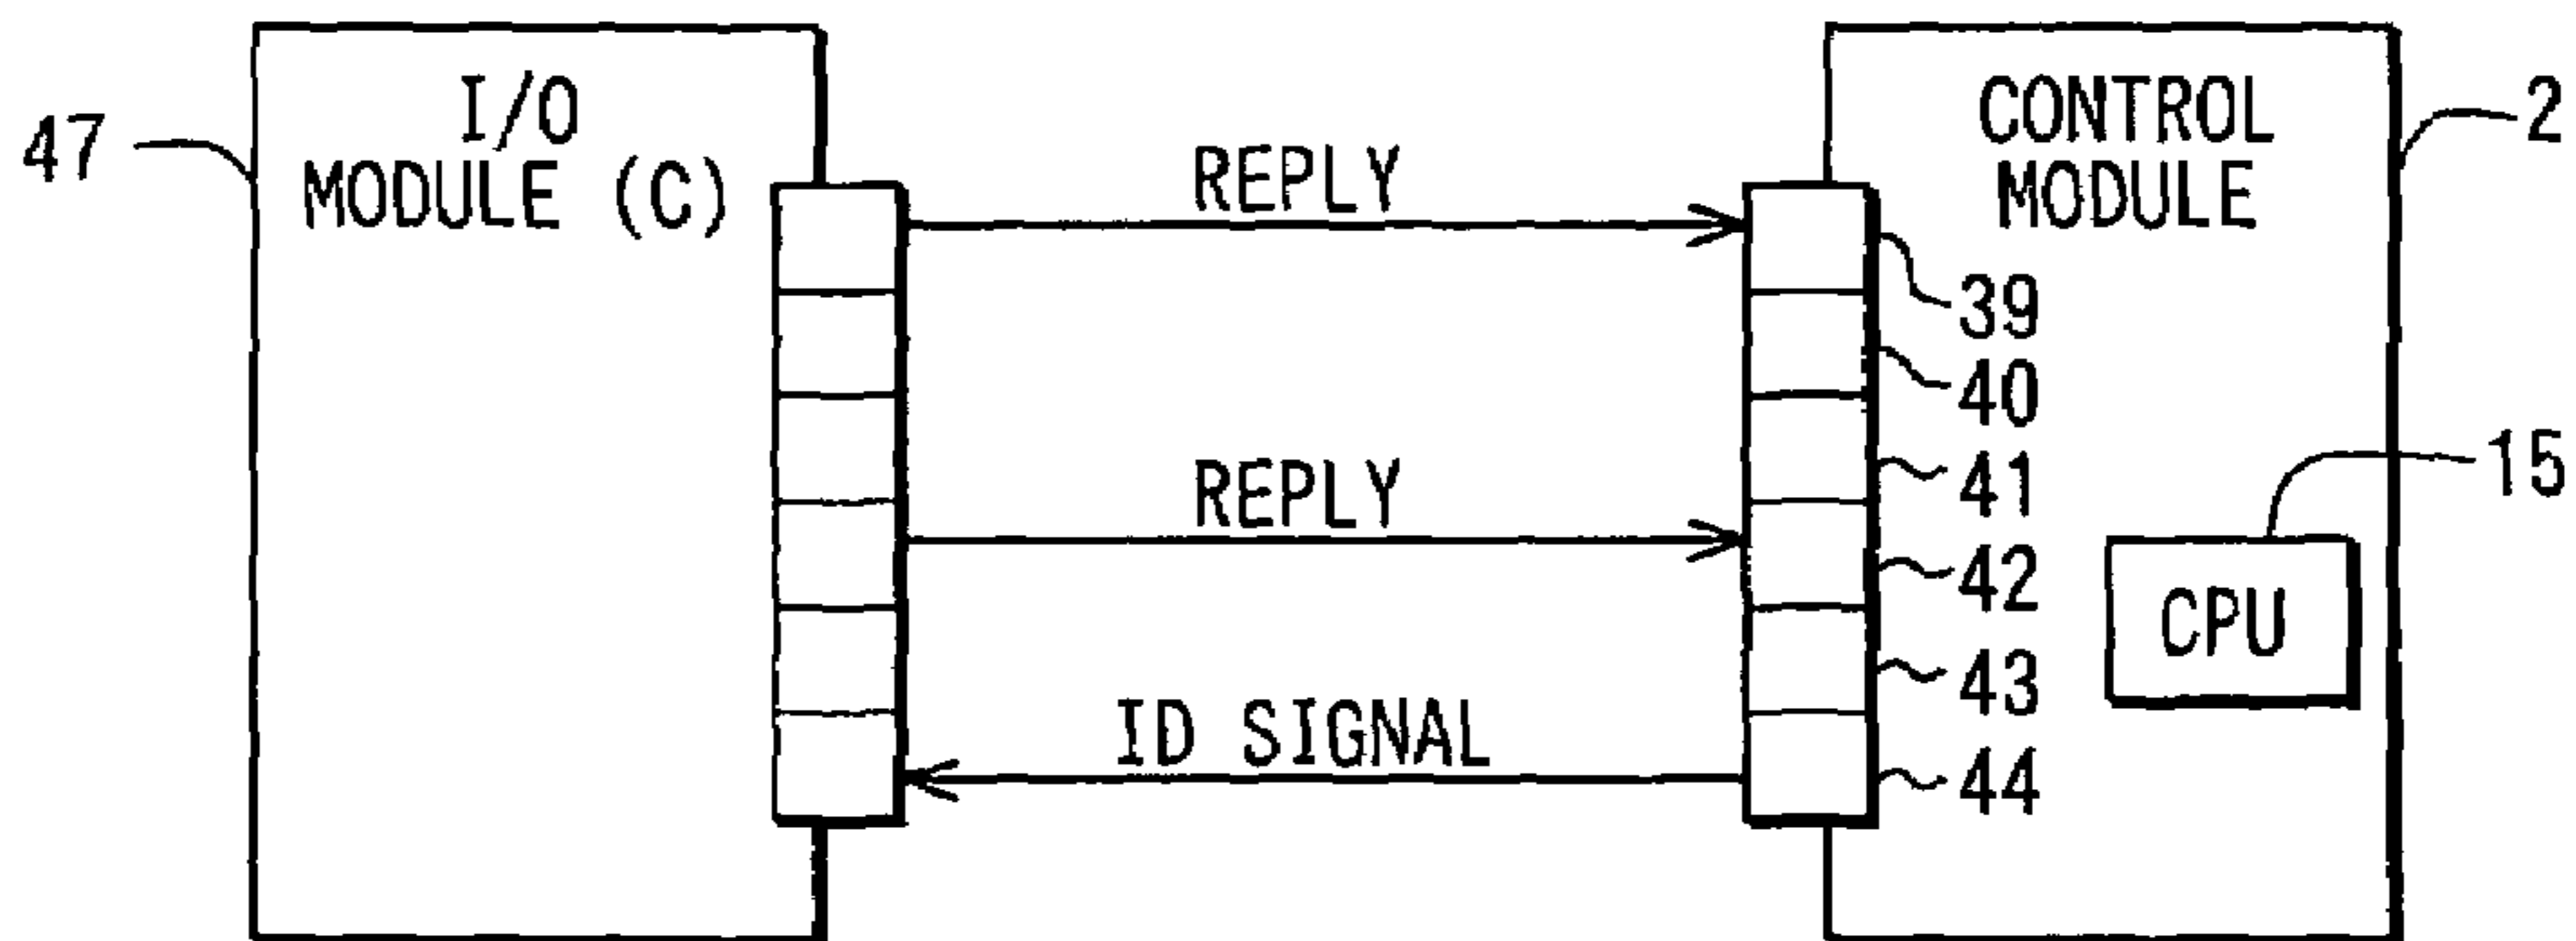 47
I/O
MODULE (C)
REPLY
REPLY
ID SIGNAL
CONTROL
MODULE
2
39
40
41
42
43
44
15
CPU